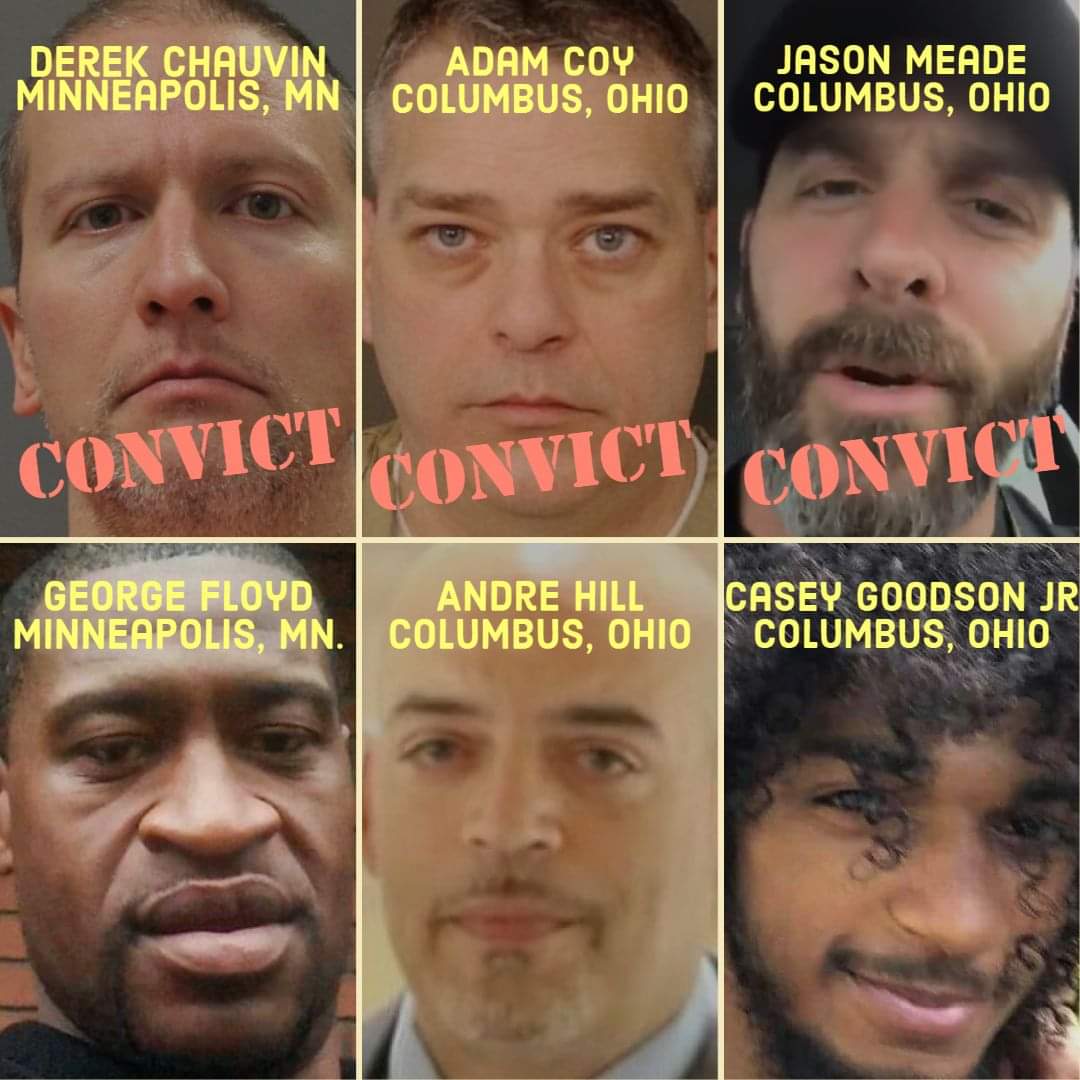 DEREK CHAUVIN
MINNEAPOLIS, MN
ADAM COY
COLUMBUS, OHIO
JASON MEADE
COLUMBUS, OHIO
CONVICT
CONVICT
CONVICT
GEORGE FLOYD
MINNEAPOLIS, MN.
ANDRE HILL
COLUMBUS, OHIO
CASEY GOODSON JR
COLUMBUS, OHIO